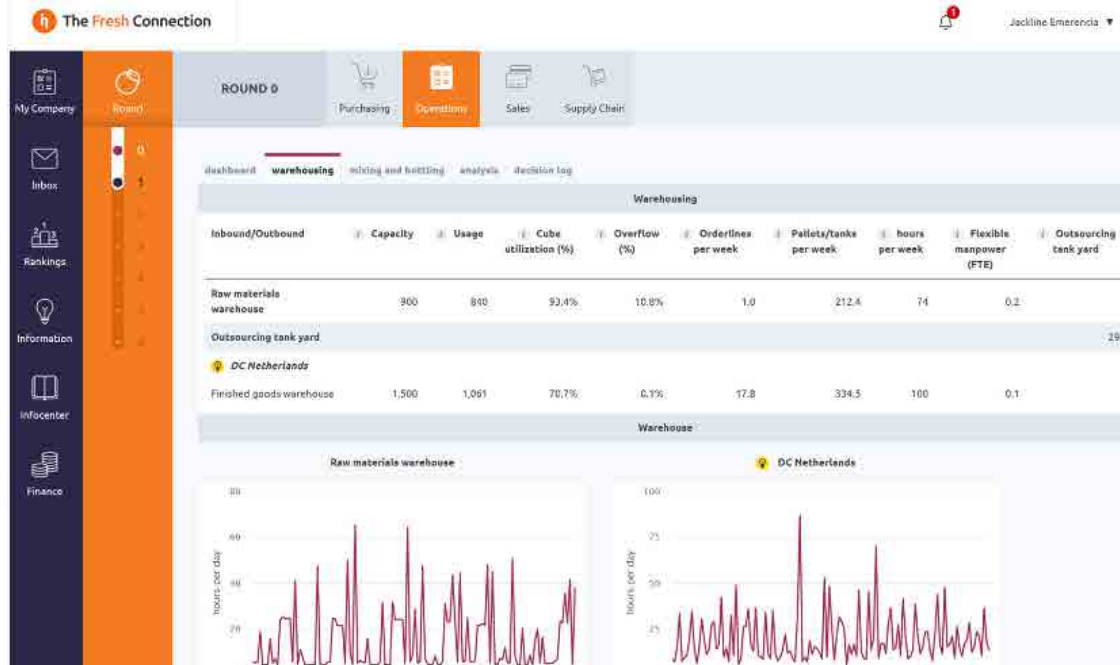 The Fresh Connection
1
Jackline Emerencia
My Company
Round
ROUND 0
Purchasing
Operations
Sales
Supply Chain
0
1
Inbox
Rankings
Information
Infocenter
Finance
dashboard warehousing mixing and bottling analysis decision log
Warehousing
Inbound/Outbound
Capacity
Usage
Cube utilization (%)
Overflow (%)
Orderlines per week
Pallets/tanks per week
hours per week
Flexible manpower (FTE)
Outsourcing tank yard
Raw materials warehouse 900 840 93,4% 10.8% 1,0 212,4 74 0.2
Outsourcing tank yard 29
DC Netherlands
Finished goods warehouse 1,500 1,061 70,7% 0.1% 17.8 334.5 100 0.1
Warehouse
Raw materials warehouse
DC Netherlands
hours per day
80
60
20
hours per day
100
75
50
25